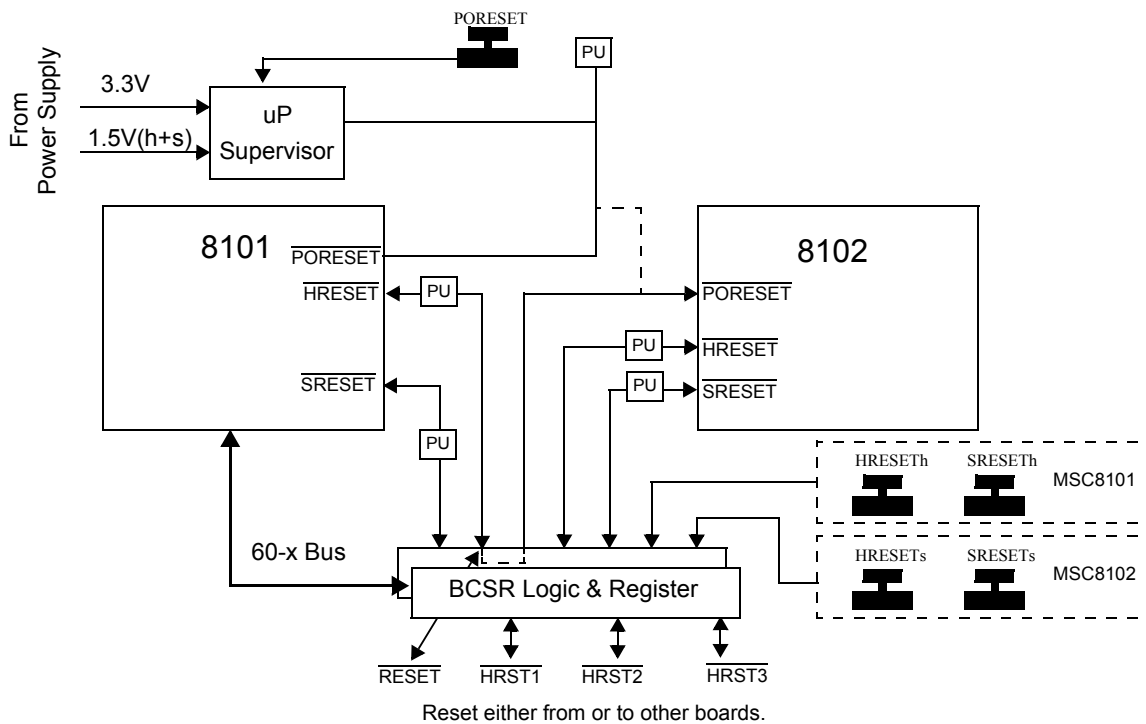 PORESET
PU
From
Power Supply
3.3V
1.5V(h+s)
uP
Supervisor
8101
PORESET
HRESET
PU
SRESET
PU
8102
PORESET
PU
HRESET
PU
SRESET
HRESETh
SRESETh
MSC8101
HRESETs
SRESETs
MSC8102
60-x Bus
BCSR Logic & Register
RESET
HRST1
HRST2
HRST3
Reset either from or to other boards.